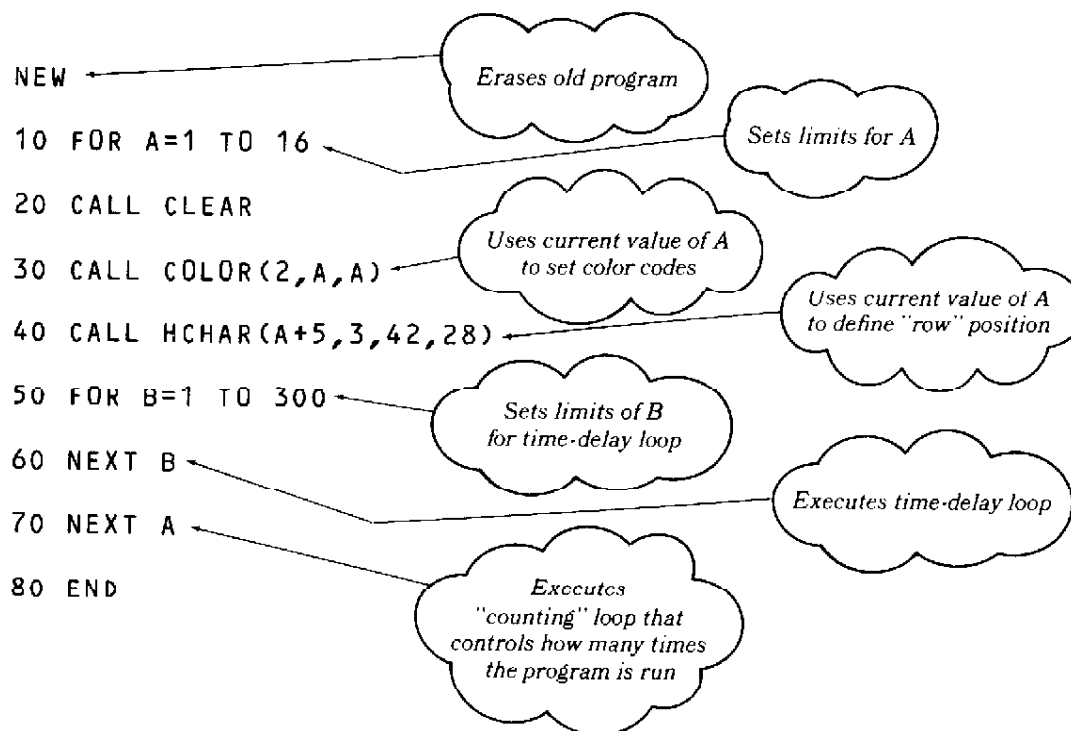 NEW
Erases old program
10 FOR A=1 TO 16
Sets limits for A
20 CALL CLEAR
30 CALL COLOR(2,A,A)
Uses current value of A
to set color codes
40 CALL HCHAR(A+5,3,42,28)
Uses current value of A
to define "row" position
50 FOR B=1 TO 300
Sets limits of B
for time-delay loop
60 NEXT B
Executes time-delay loop
70 NEXT A
Executes
"counting" loop that
controls how many times
the program is run
80 END